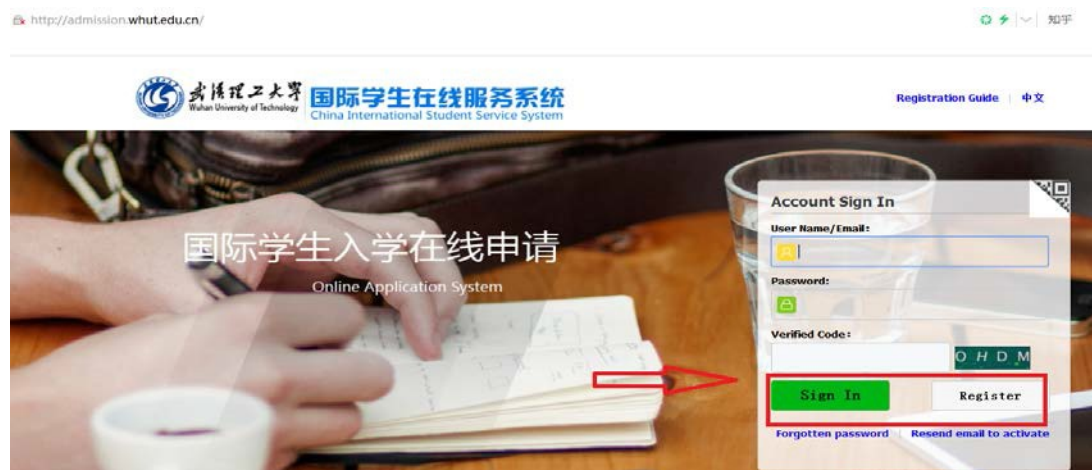 http://admission.whut.edu.cn/
知乎
武汉理工大学
Wuhan University of Technology
国际学生在线服务系统
China International Student Service System
Registration Guide | 中文
国际学生入学在线申请
Online Application System
Account Sign In
User Name/Email:
Password:
Verified Code:
O H D M
Sign In
Register
Forgotten password | Resend email to activate